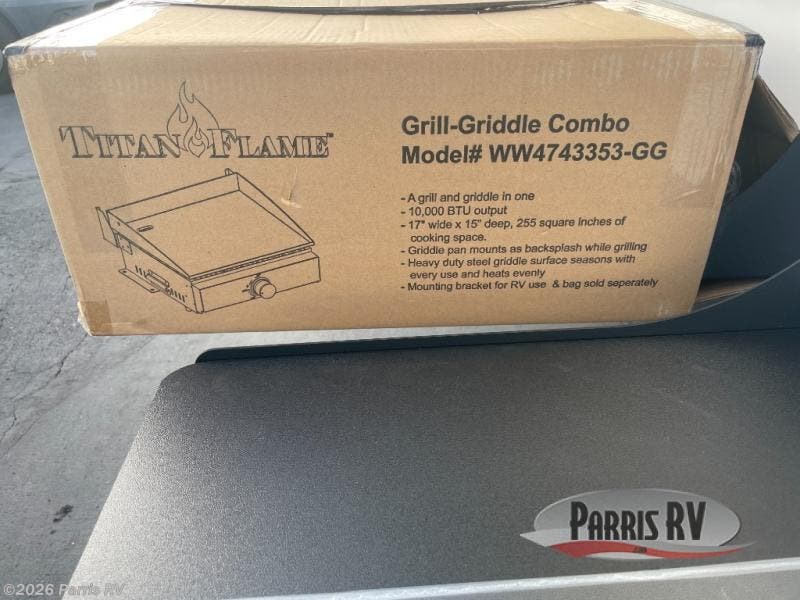 TITAN FLAME™
Grill-Griddle Combo
Model# WW4743353-GG
- A grill and griddle in one
- 10,000 BTU output
- 17" wide x 15" deep, 255 square inches of
cooking space.
- Griddle pan mounts as backsplash while grilling
- Heavy duty steel griddle surface seasons with
every use and heats evenly
- Mounting bracket for RV use & bag sold seperately
PARRIS RV
©2026 Parris RV